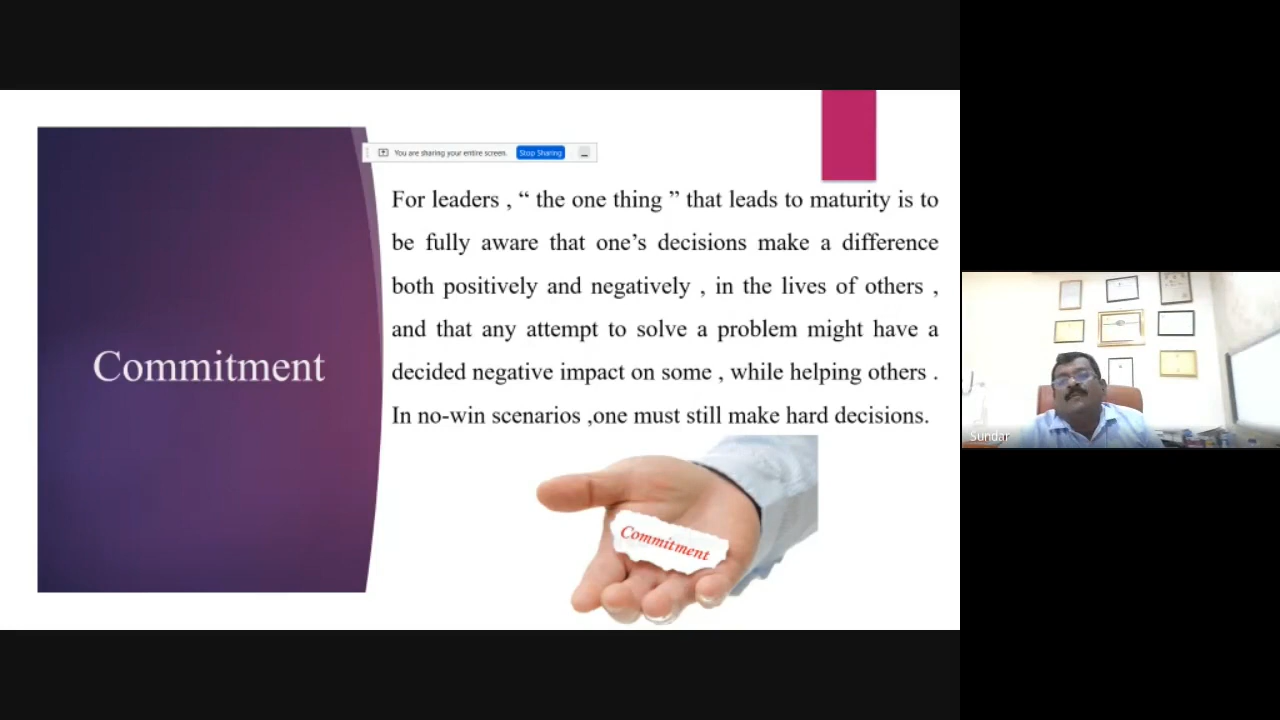 You are sharing your entire screen. Stop Sharing
For leaders , “ the one thing ” that leads to maturity is to
be fully aware that one’s decisions make a difference
both positively and negatively , in the lives of others ,
and that any attempt to solve a problem might have a
decided negative impact on some , while helping others .
In no-win scenarios ,one must still make hard decisions.
Commitment
Commitment
Sundar